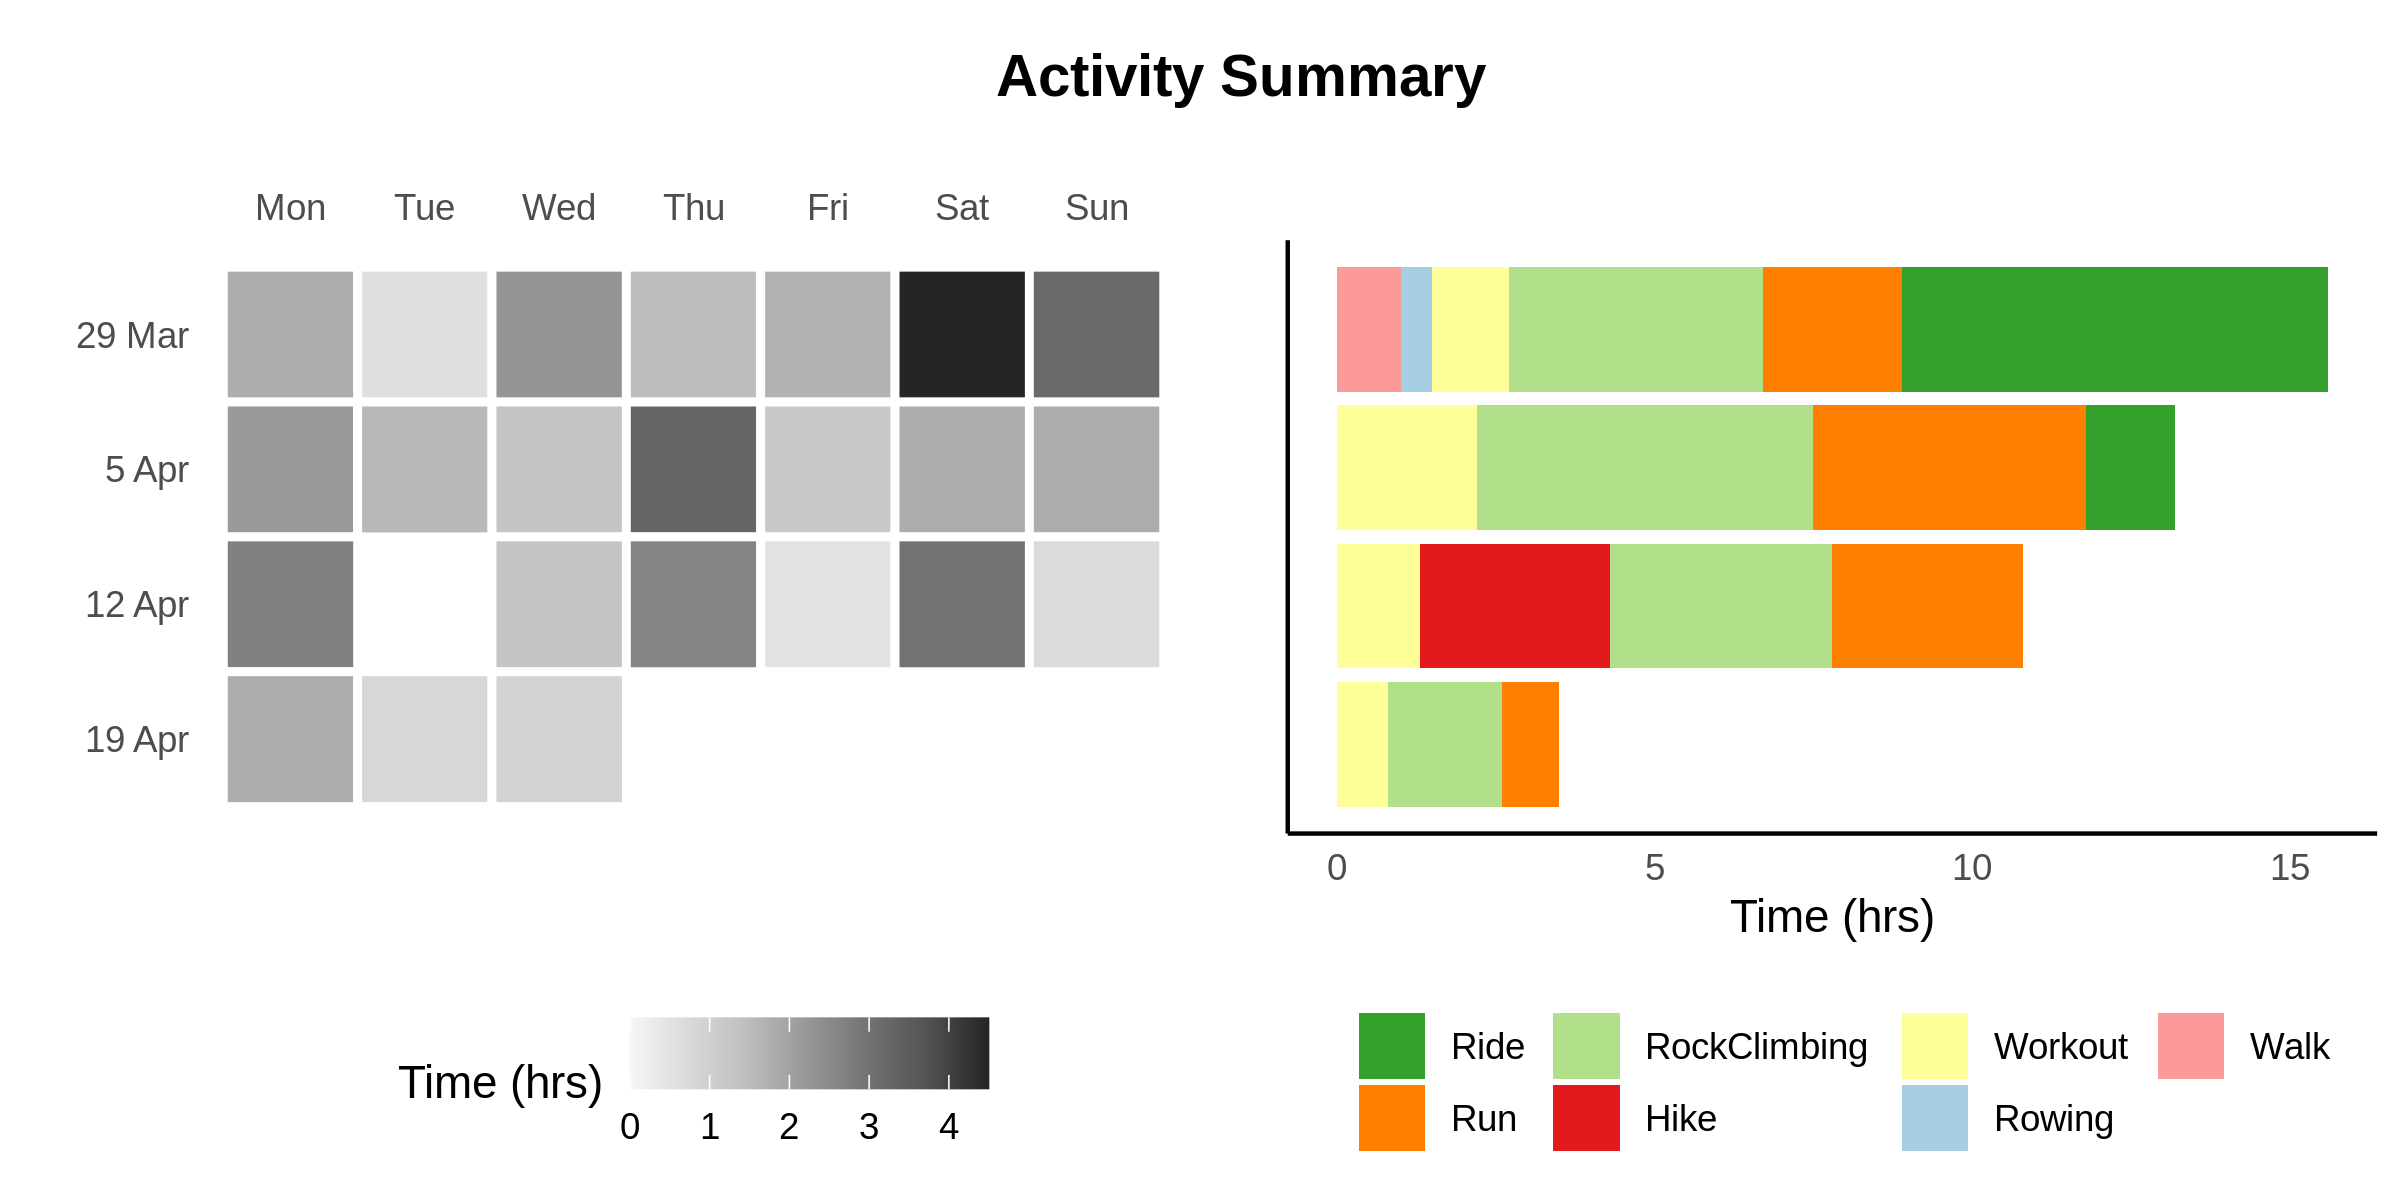 Activity Summary
Mon Tue Wed Thu Fri Sat Sun
29 Mar
5 Apr
12 Apr
19 Apr
0 5 10 15
Time (hrs)
Time (hrs)
0 1 2 3 4
Ride RockClimbing Workout Walk
Run Hike Rowing